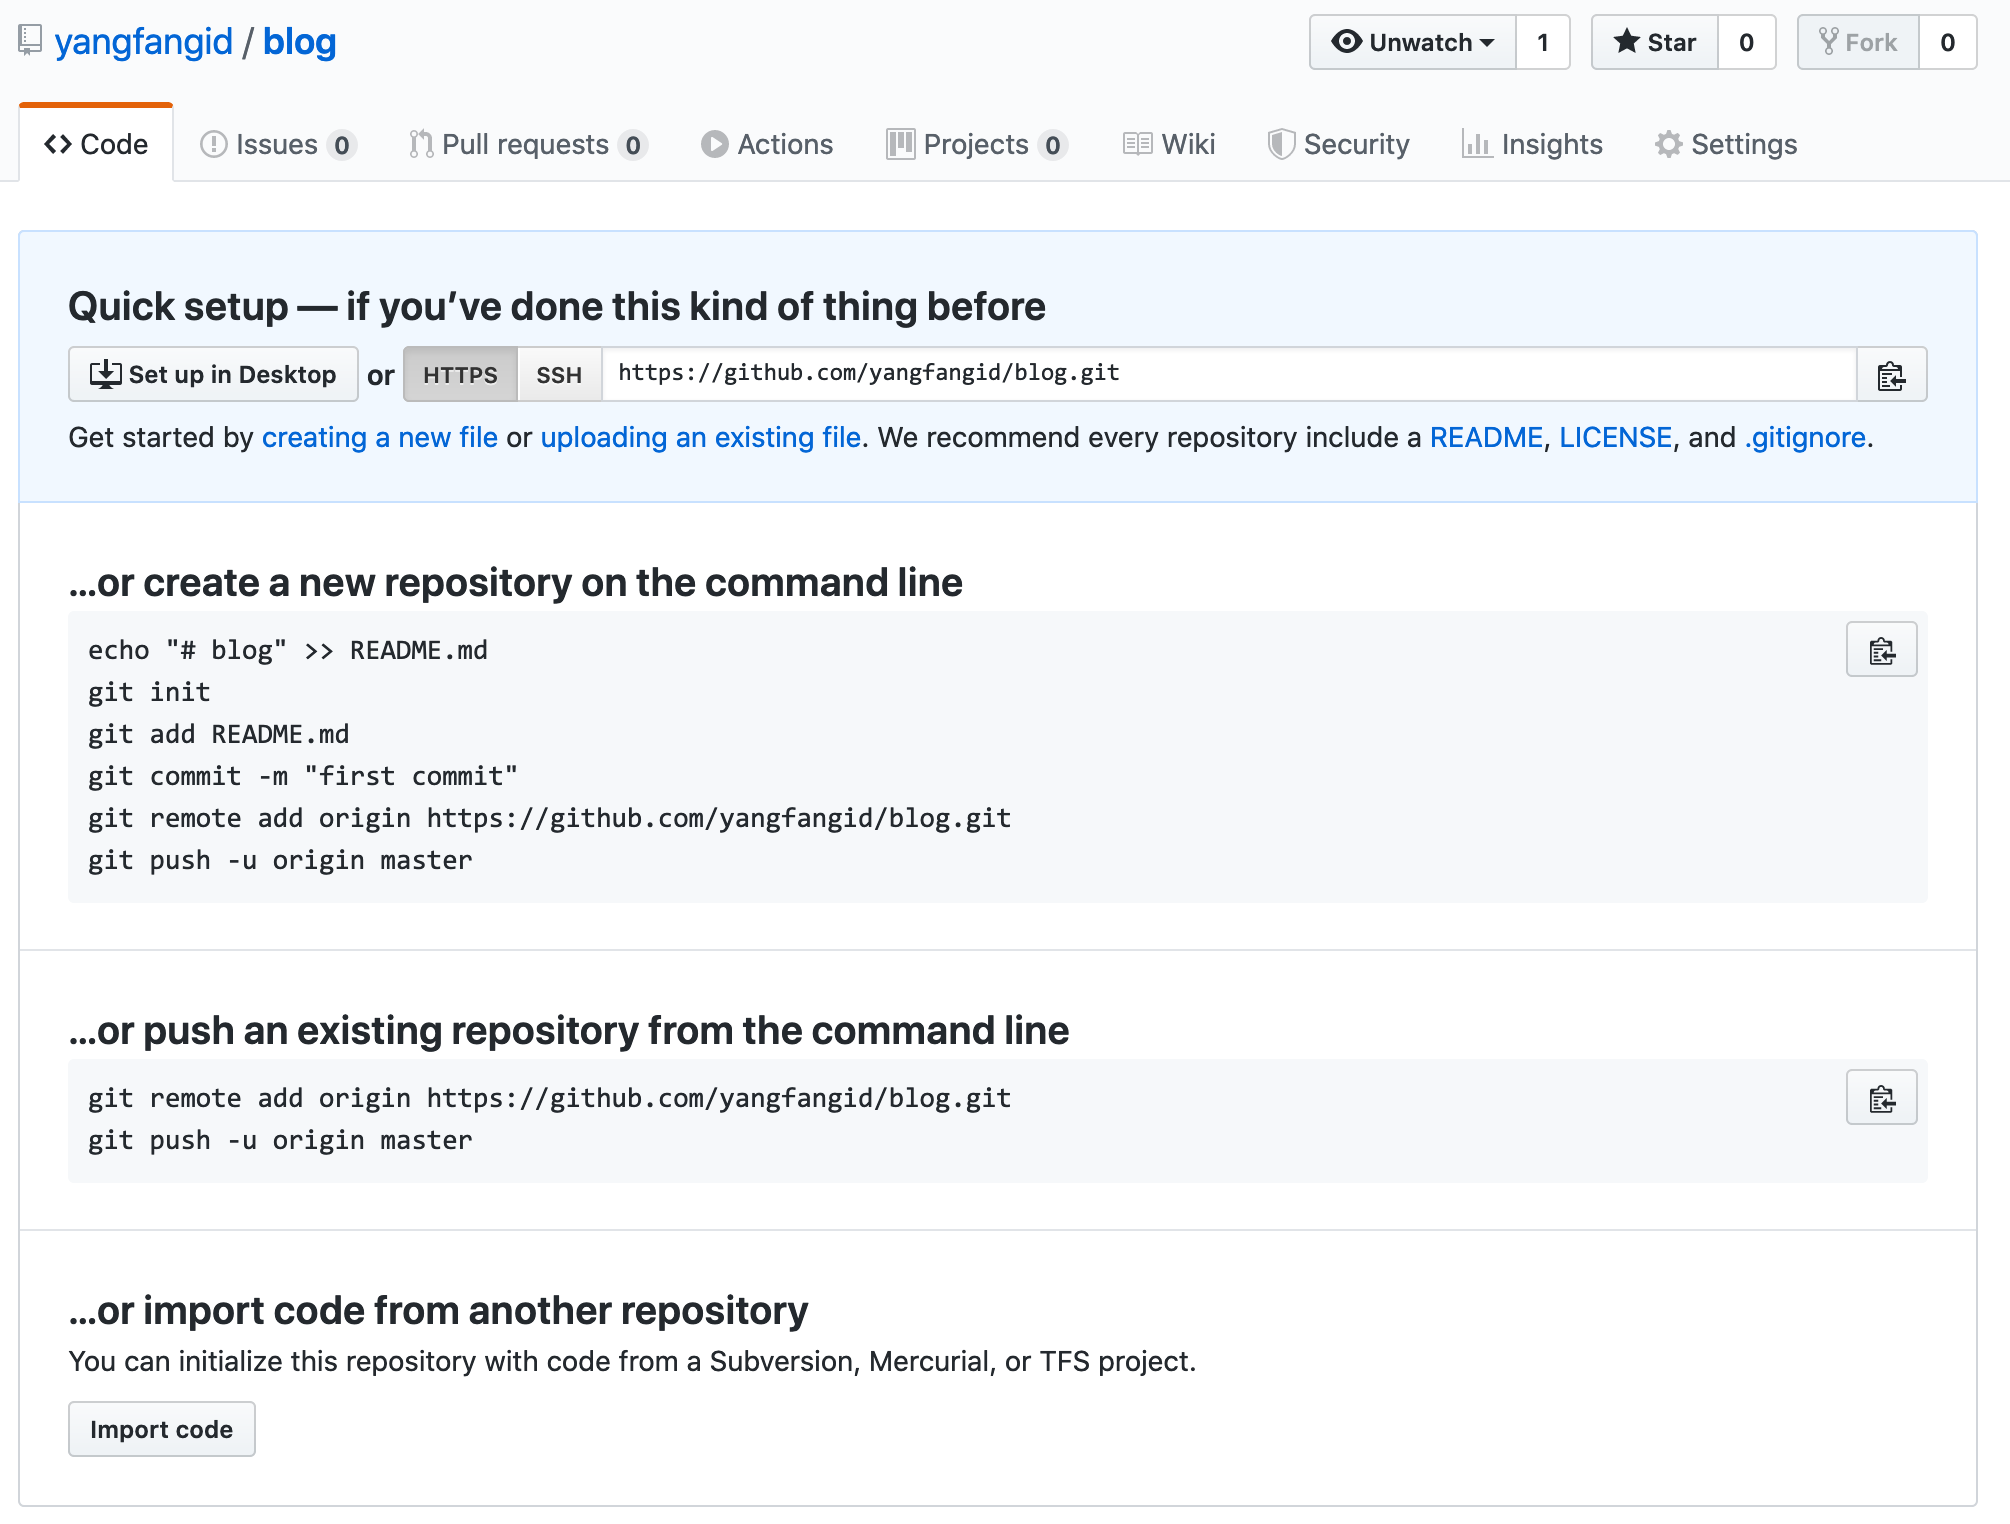 yangfangid / blog
Unwatch 1 Star 0 Fork 0
Code Issues 0 Pull requests 0 Actions Projects 0 Wiki Security Insights Settings
Quick setup — if you’ve done this kind of thing before
Set up in Desktop or HTTPS SSH https://github.com/yangfangid/blog.git
Get started by creating a new file or uploading an existing file. We recommend every repository include a README, LICENSE, and .gitignore.
…or create a new repository on the command line
echo "# blog" >> README.md
git init
git add README.md
git commit -m "first commit"
git remote add origin https://github.com/yangfangid/blog.git
git push -u origin master
…or push an existing repository from the command line
git remote add origin https://github.com/yangfangid/blog.git
git push -u origin master
…or import code from another repository
You can initialize this repository with code from a Subversion, Mercurial, or TFS project.
Import code